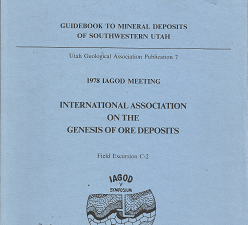 GUIDEBOOK TO MINERAL DEPOSITS
OF SOUTHWESTERN UTAH
Utah Geological Association Publication 7
1978 IAGOD MEETING
INTERNATIONAL ASSOCIATION
ON THE
GENESIS OF ORE DEPOSITS
Field Excursion C-2
IAGOD
V
SYMPOSIUM